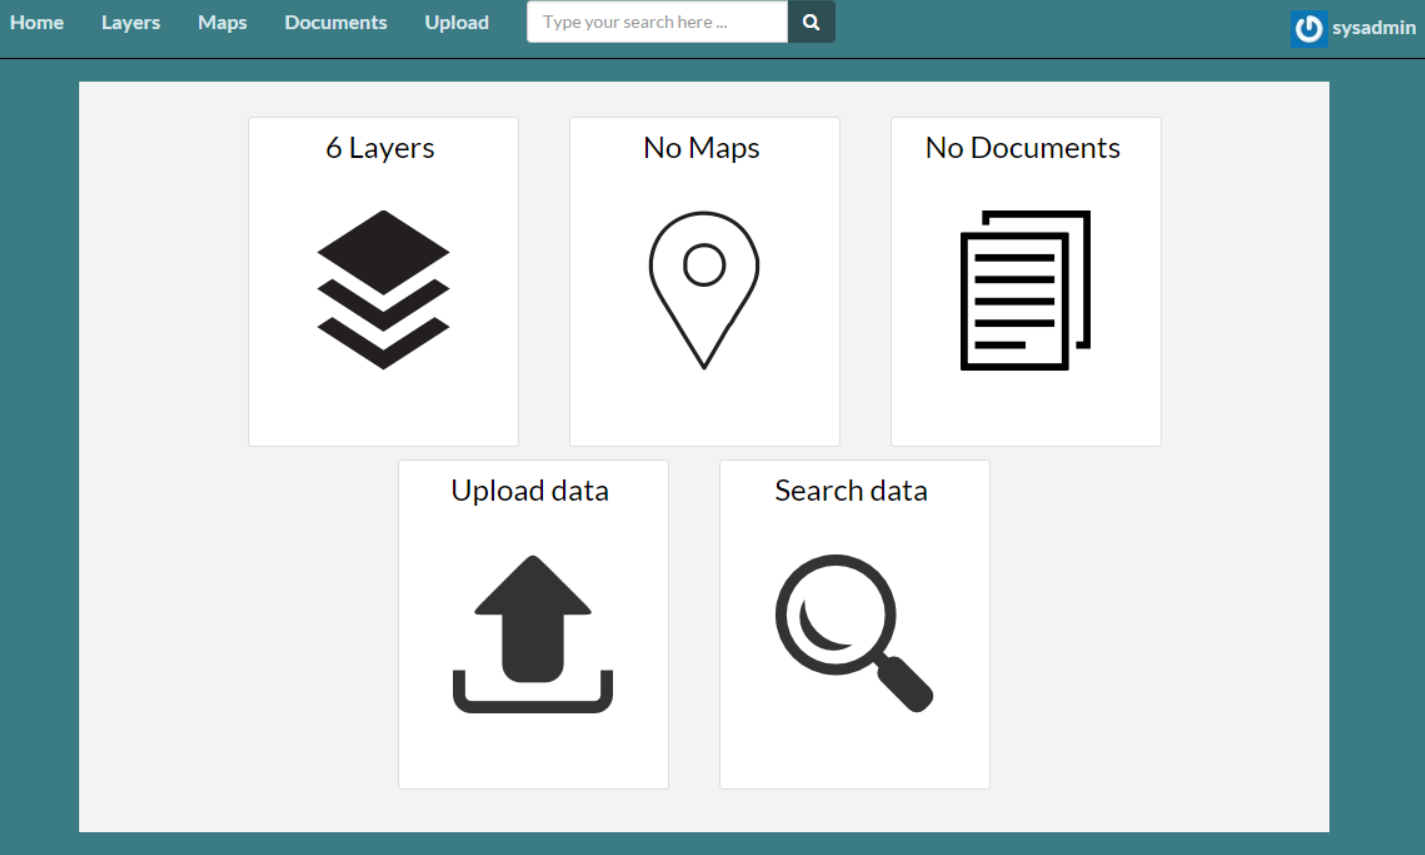 Home Layers Maps Documents Upload Type your search here ... sysadmin
6 Layers
No Maps
No Documents
Upload data
Search data